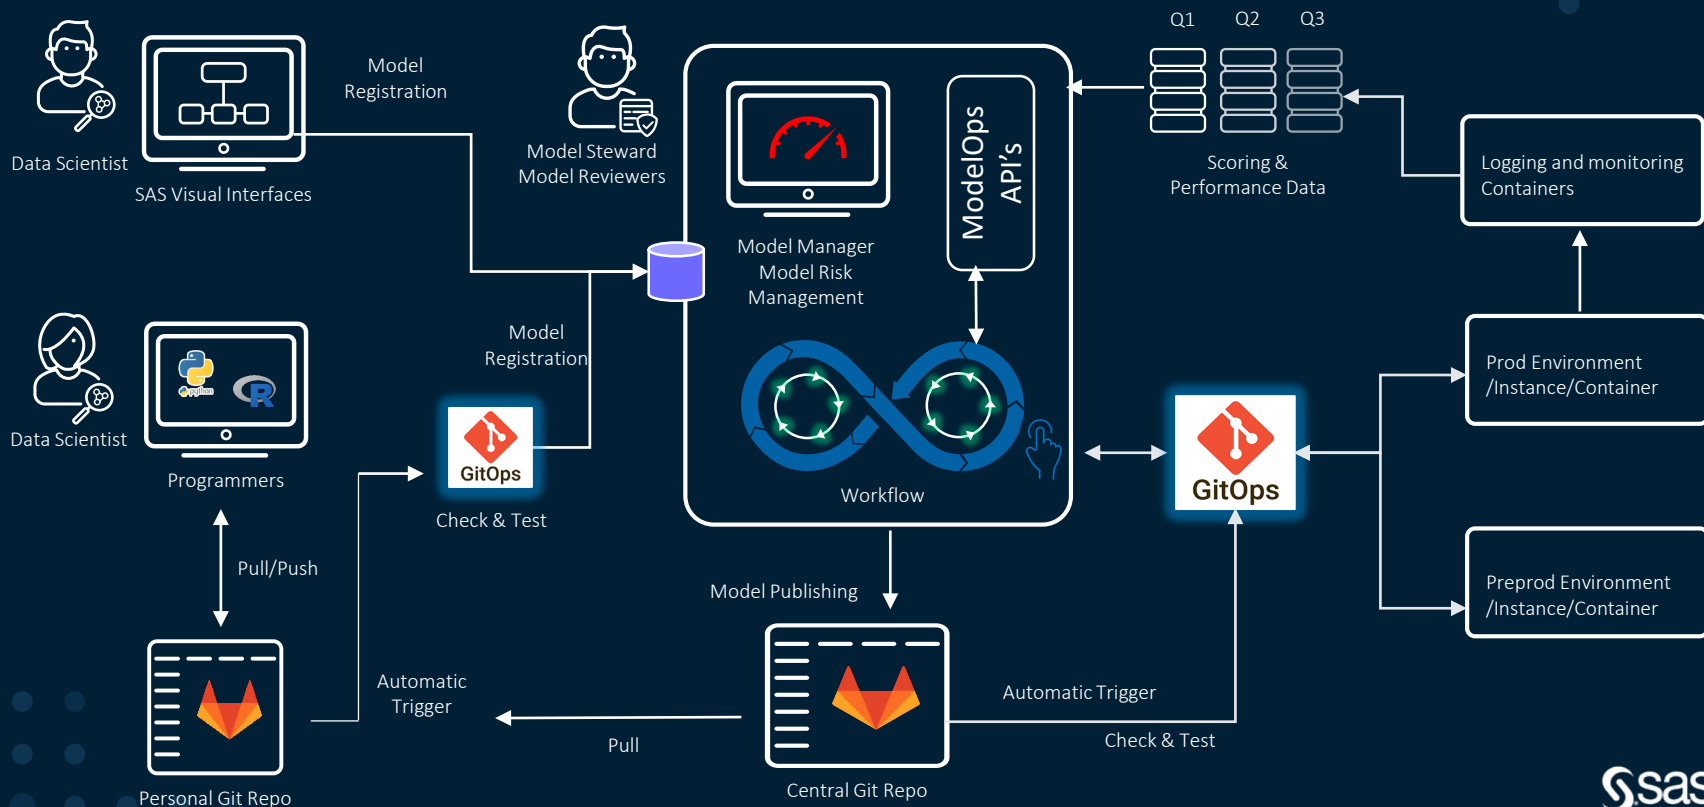 Q1
Q2
Q3
Model
Registration
Data Scientist
SAS Visual Interfaces
Model Steward
Model Reviewers
ModelOps
API's
Scoring &
Performance Data
Logging and monitoring
Containers
Model Manager
Model Risk
Management
Model
Registration
python
R
Data Scientist
Programmers
GitOps
Check & Test
Workflow
GitOps
Prod Environment
/Instance/Container
Pull/Push
Model Publishing
Preprod Environment
/Instance/Container
Automatic
Trigger
Pull
Automatic Trigger
Check & Test
Personal Git Repo
Central Git Repo
sas